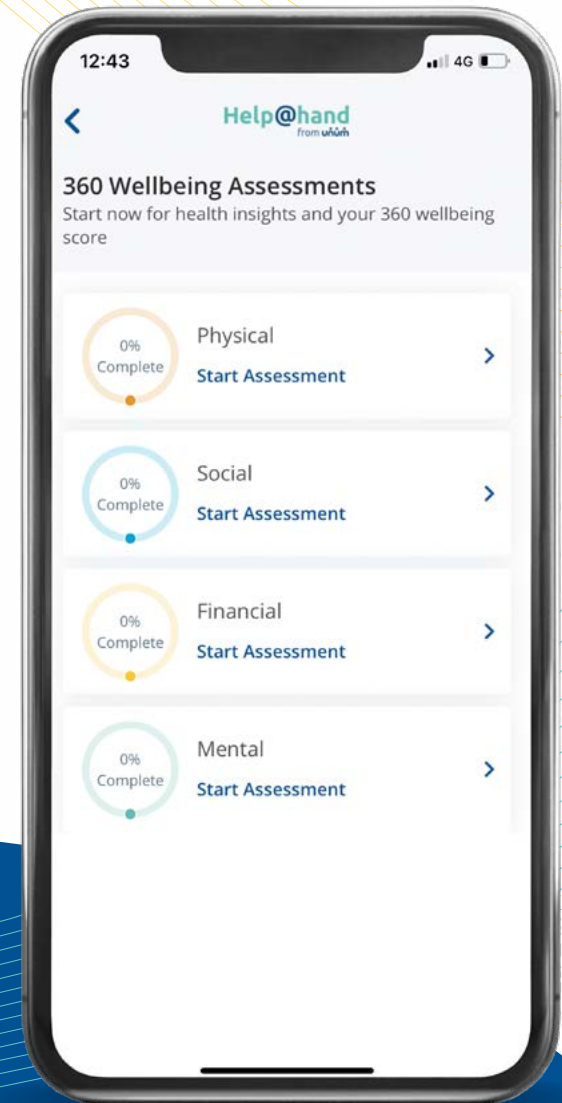 12:43
4G
Help@hand
from uñûm̂
360 Wellbeing Assessments
Start now for health insights and your 360 wellbeing
score
0%
Complete
Physical
Start Assessment
0%
Complete
Social
Start Assessment
0%
Complete
Financial
Start Assessment
0%
Complete
Mental
Start Assessment